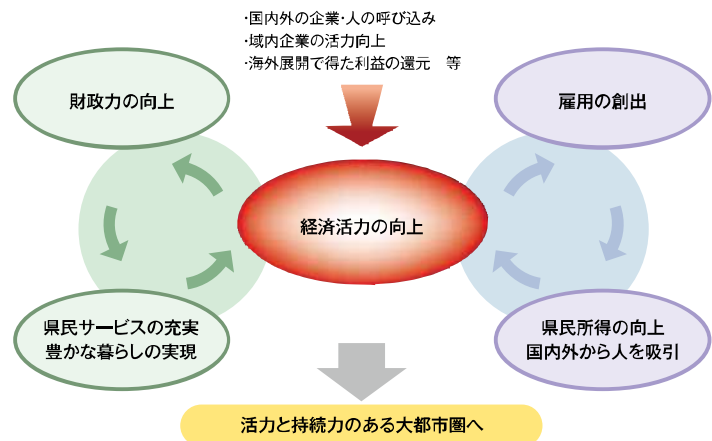 ・国内外の企業・人の呼び込み
・域内企業の活力向上
・海外展開で得た利益の還元　等
財政力の向上
雇用の創出
経済活力の向上
県民サービスの充実
豊かな暮らしの実現
県民所得の向上
国内外から人を吸引
活力と持続力のある大都市圏へ